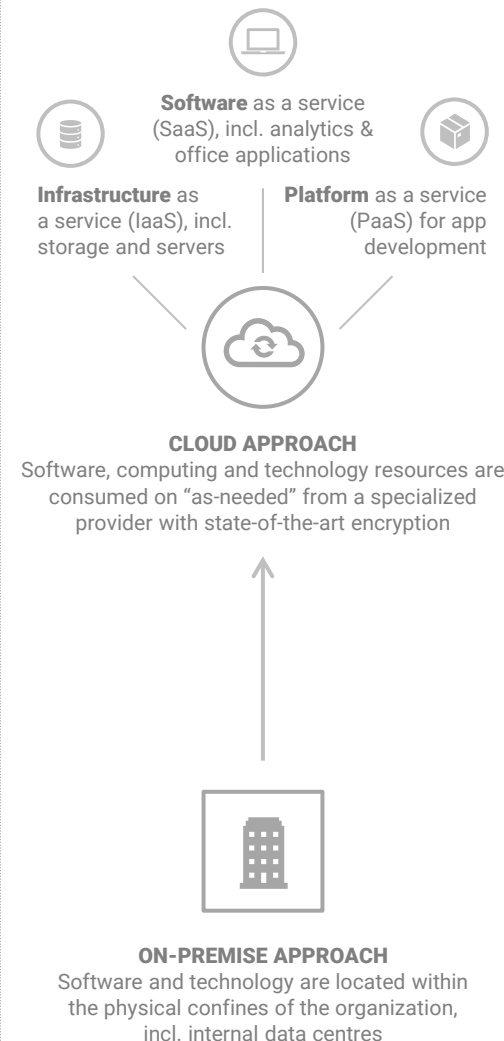 Software as a service
(SaaS), incl. analytics &
office applications
Infrastructure as
a service (IaaS), incl.
storage and servers
Platform as a service
(PaaS) for app
development
CLOUD APPROACH
Software, computing and technology resources are
consumed on “as-needed” from a specialized
provider with state-of-the-art encryption
ON-PREMISE APPROACH
Software and technology are located within
the physical confines of the organization,
incl. internal data centres